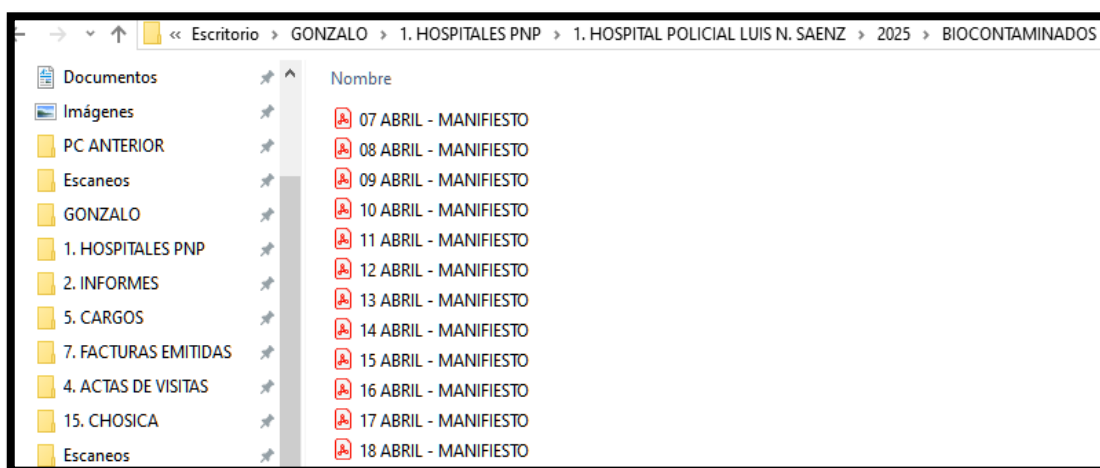 « Escritorio > GONZALO > 1. HOSPITALES PNP > 1. HOSPITAL POLICIAL LUIS N. SAENZ > 2025 > BIOCONTAMINADOS
Documentos
Imágenes
PC ANTERIOR
Escaneos
GONZALO
1. HOSPITALES PNP
2. INFORMES
5. CARGOS
7. FACTURAS EMITIDAS
4. ACTAS DE VISITAS
15. CHOSICA
Escaneos
Nombre
07 ABRIL - MANIFIESTO
08 ABRIL - MANIFIESTO
09 ABRIL - MANIFIESTO
10 ABRIL - MANIFIESTO
11 ABRIL - MANIFIESTO
12 ABRIL - MANIFIESTO
13 ABRIL - MANIFIESTO
14 ABRIL - MANIFIESTO
15 ABRIL - MANIFIESTO
16 ABRIL - MANIFIESTO
17 ABRIL - MANIFIESTO
18 ABRIL - MANIFIESTO